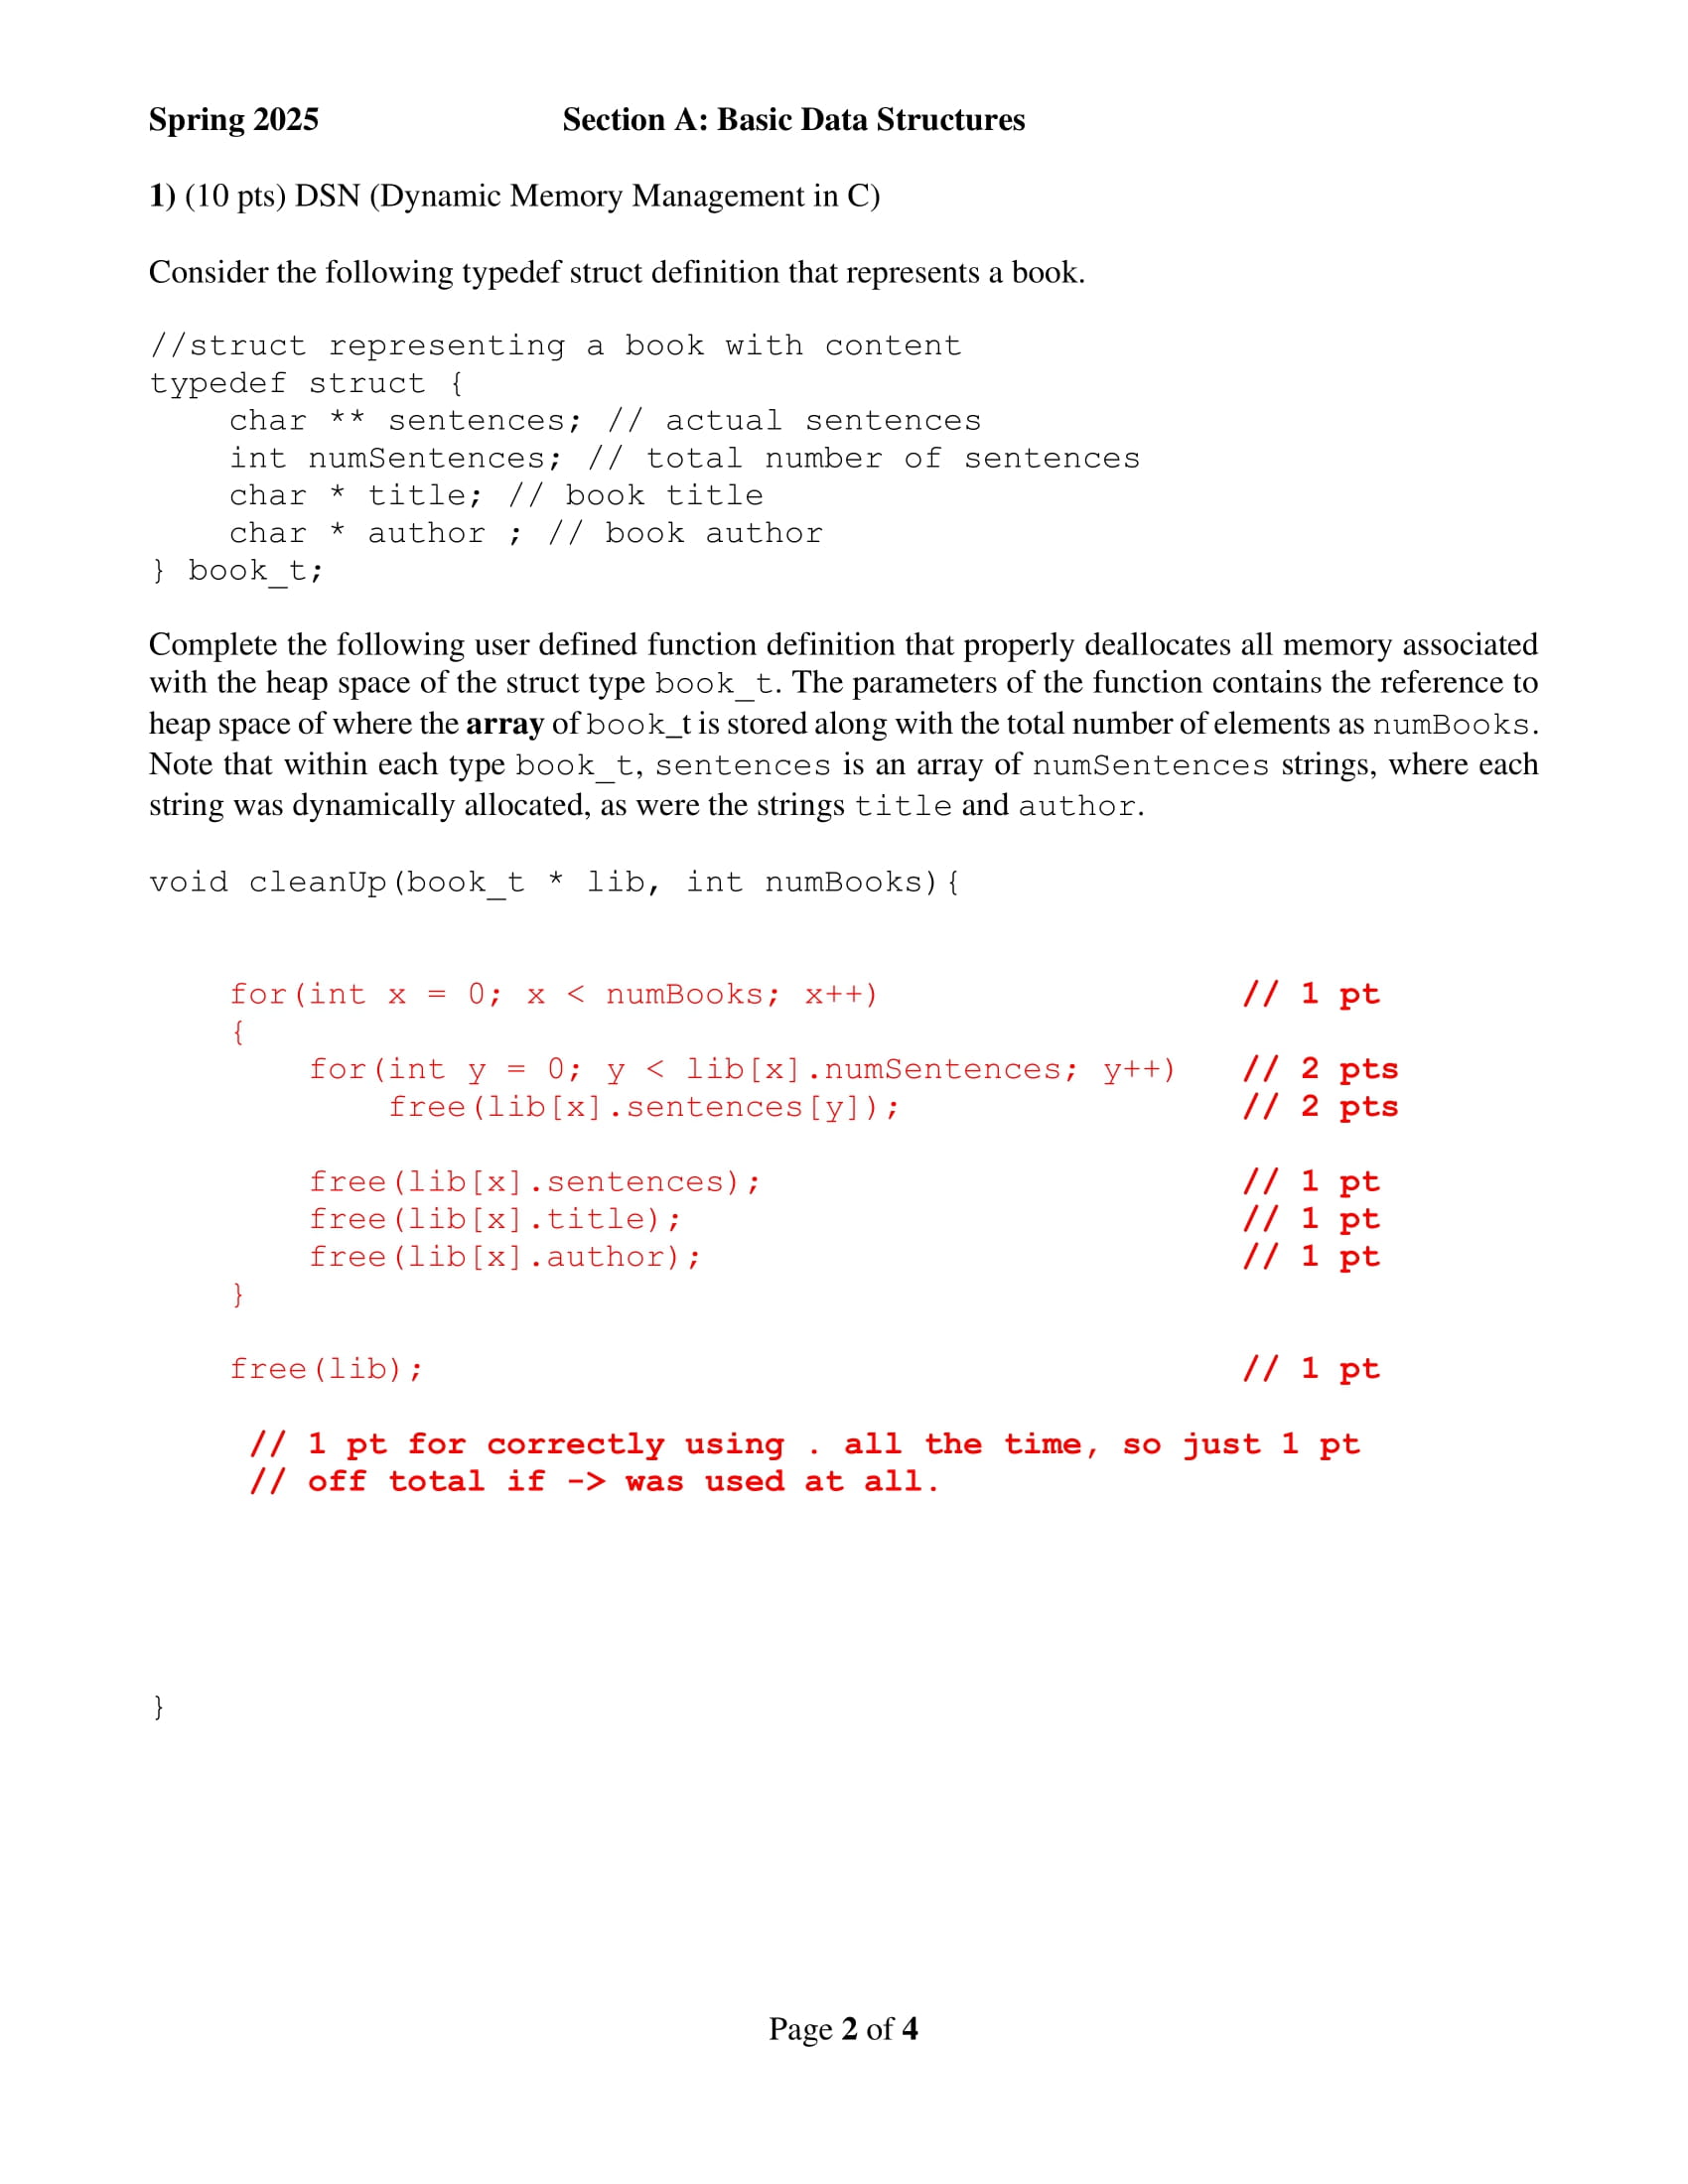 Spring 2025 Section A: Basic Data Structures
1) (10 pts) DSN (Dynamic Memory Management in C)
Consider the following typedef struct definition that represents a book.
//struct representing a book with content
typedef struct {
    char ** sentences; // actual sentences
    int numSentences; // total number of sentences
    char * title; // book title
    char * author ; // book author
} book_t;
Complete the following user defined function definition that properly deallocates all memory associated
with the heap space of the struct type book_t. The parameters of the function contains the reference to
heap space of where the array of book_t is stored along with the total number of elements as numBooks.
Note that within each type book_t, sentences is an array of numSentences strings, where each
string was dynamically allocated, as were the strings title and author.
void cleanUp(book_t * lib, int numBooks){
    for(int x = 0; x < numBooks; x++) // 1 pt
    {
        for(int y = 0; y < lib[x].numSentences; y++) // 2 pts
            free(lib[x].sentences[y]); // 2 pts
        free(lib[x].sentences); // 1 pt
        free(lib[x].title); // 1 pt
        free(lib[x].author); // 1 pt
    }
    free(lib); // 1 pt
    // 1 pt for correctly using . all the time, so just 1 pt
    // off total if -> was used at all.
}
Page 2 of 4